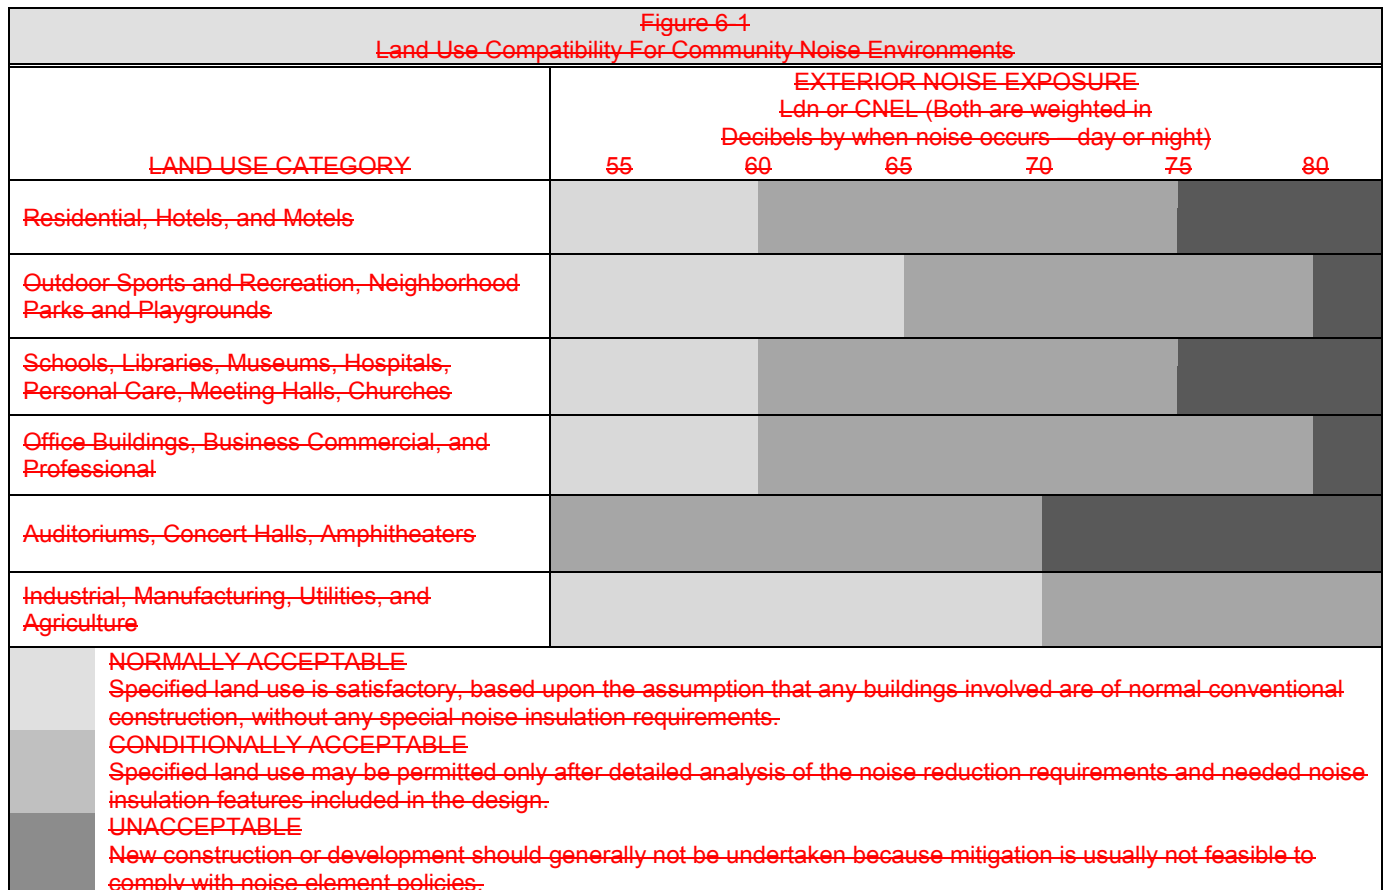 Figure 6-1
Land Use Compatibility For Community Noise Environments
EXTERIOR NOISE EXPOSURE
Ldn or CNEL (Both are weighted in
Decibels by when noise occurs – day or night)
LAND USE CATEGORY 55 60 65 70 75 80
Residential, Hotels, and Motels
Outdoor Sports and Recreation, Neighborhood
Parks and Playgrounds
Schools, Libraries, Museums, Hospitals,
Personal Care, Meeting Halls, Churches
Office Buildings, Business Commercial, and
Professional
Auditoriums, Concert Halls, Amphitheaters
Industrial, Manufacturing, Utilities, and
Agriculture
NORMALLY ACCEPTABLE
Specified land use is satisfactory, based upon the assumption that any buildings involved are of normal conventional
construction, without any special noise insulation requirements.
CONDITIONALLY ACCEPTABLE
Specified land use may be permitted only after detailed analysis of the noise reduction requirements and needed noise
insulation features included in the design.
UNACCEPTABLE
New construction or development should generally not be undertaken because mitigation is usually not feasible to
comply with noise element policies.